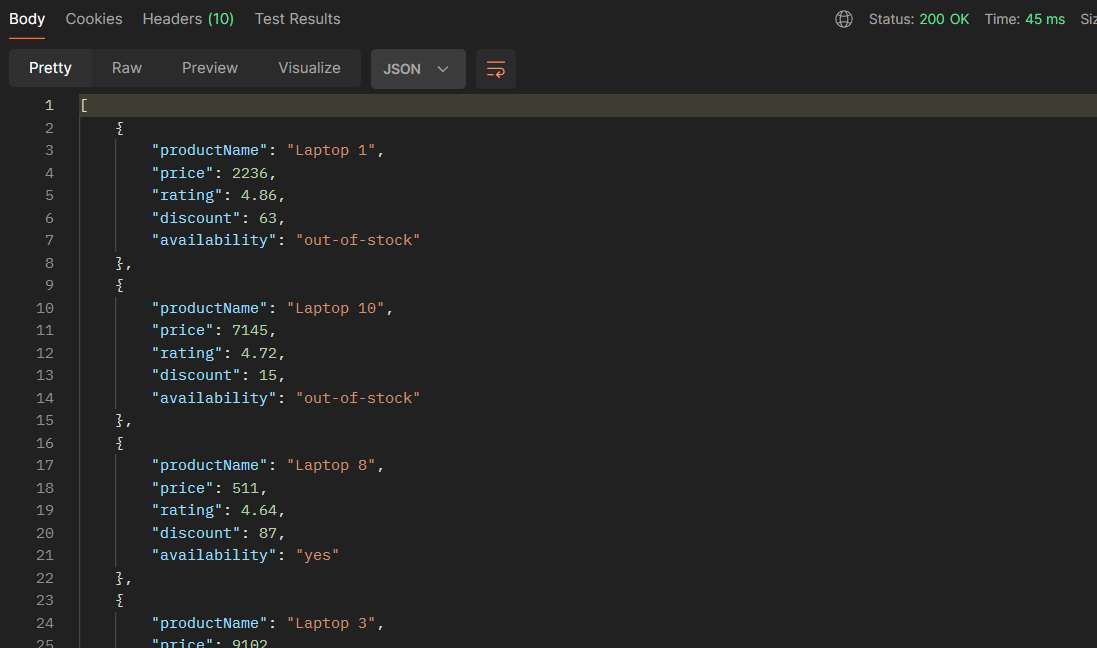 Body Cookies Headers (10) Test Results Status: 200 OK Time: 45 ms
Pretty Raw Preview Visualize JSON
1 [
2 {
3 "productName": "Laptop 1",
4 "price": 2236,
5 "rating": 4.86,
6 "discount": 63,
7 "availability": "out-of-stock"
8 },
9 {
10 "productName": "Laptop 10",
11 "price": 7145,
12 "rating": 4.72,
13 "discount": 15,
14 "availability": "out-of-stock"
15 },
16 {
17 "productName": "Laptop 8",
18 "price": 511,
19 "rating": 4.64,
20 "discount": 87,
21 "availability": "yes"
22 },
23 {
24 "productName": "Laptop 3",
25 "price": 9102